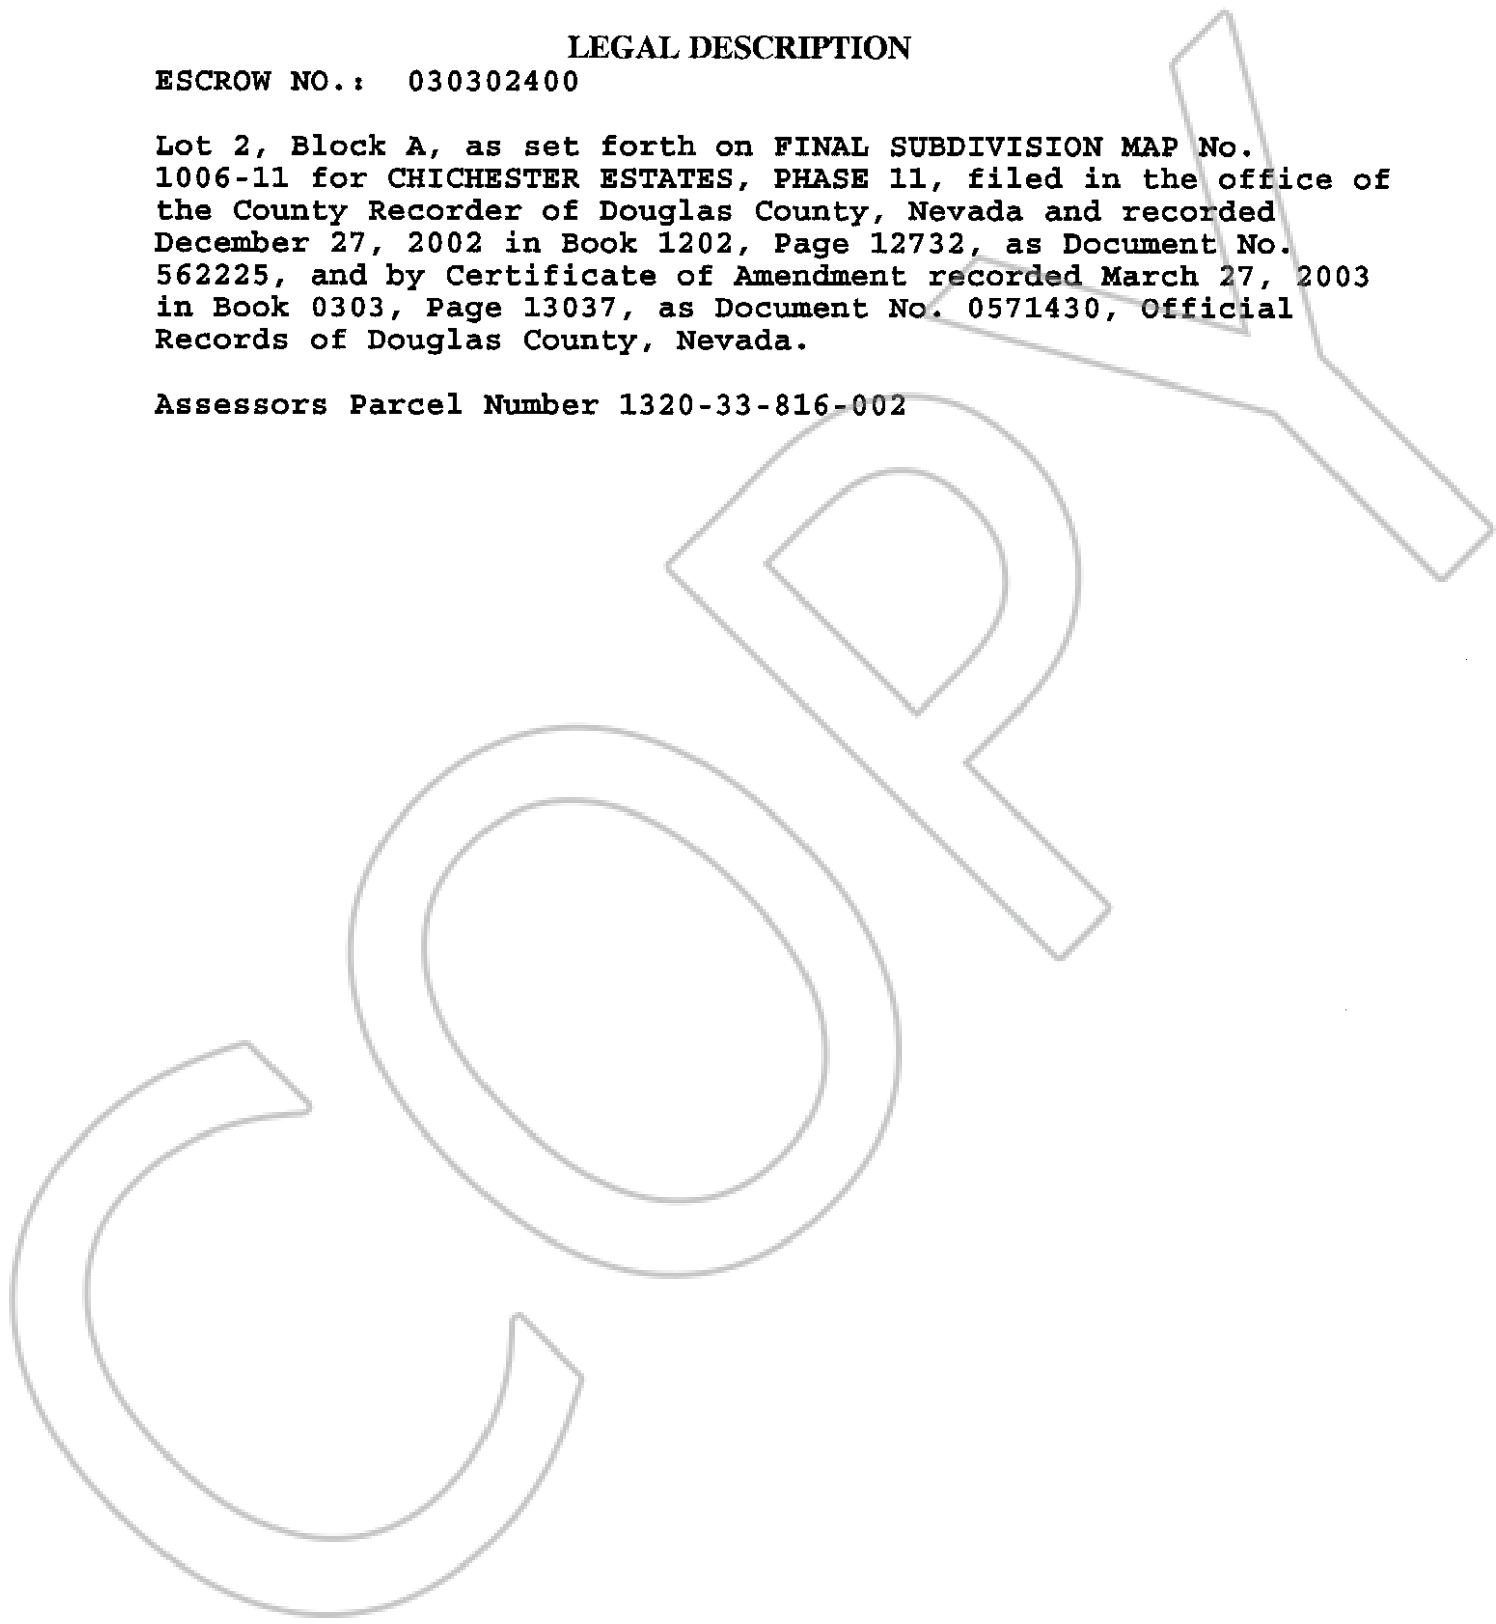 LEGAL DESCRIPTION
ESCROW NO.: 030302400
Lot 2, Block A, as set forth on FINAL SUBDIVISION MAP No.
1006-11 for CHICHESTER ESTATES, PHASE 11, filed in the office of
the County Recorder of Douglas County, Nevada and recorded
December 27, 2002 in Book 1202, Page 12732, as Document No.
562225, and by Certificate of Amendment recorded March 27, 2003
in Book 0303, Page 13037, as Document No. 0571430, Official
Records of Douglas County, Nevada.
Assessors Parcel Number 1320-33-816-002
COPY